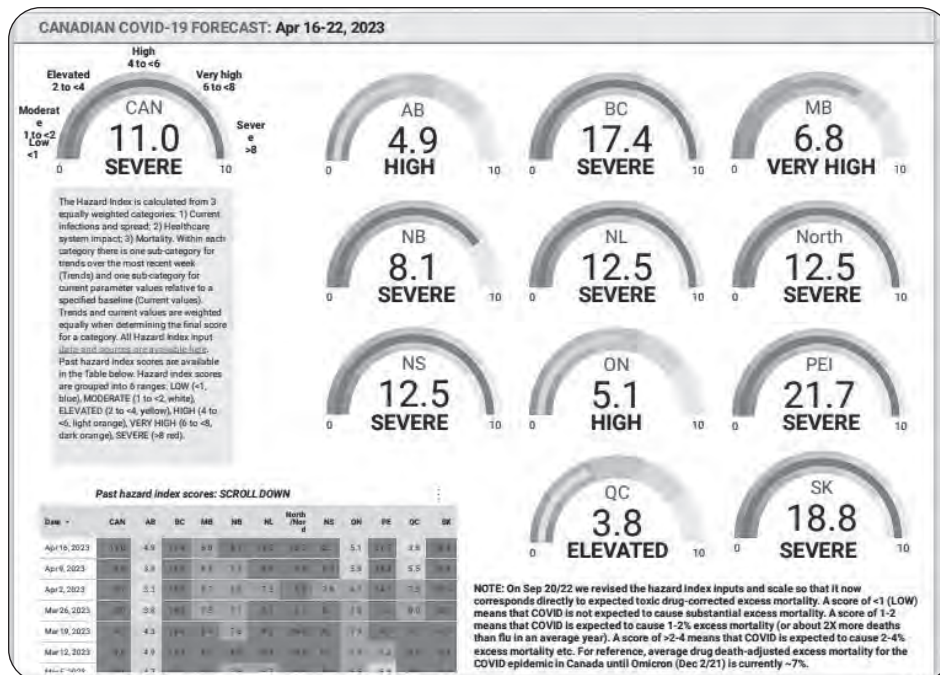 CANADIAN COVID-19 FORECAST: Apr 16-22, 2023
High
4 to <6
Elevated
2 to <4
Very high
6 to <8
Moderat
e
1 to <2
Low
<1
Sever
e
>8
CAN
11.0
SEVERE
0
10
AB
4.9
HIGH
0
10
BC
17.4
SEVERE
0
10
MB
6.8
VERY HIGH
0
10
The Hazard Index is calculated from 3
equally weighted categories: 1) Current
infections and spread; 2) Healthcare
system impact; 3) Mortality. Within each
category there is one sub-category for
trends over the most recent week
(Trends) and one sub-category for
current parameter values relative to a
specified baseline (Current values).
Trends and current values are weighted
equally when determining the final score
for a category. All Hazard Index input
data and sources are available here.
Past hazard index scores are available
in the Table below. Hazard index scores
are grouped into 6 ranges: LOW (<1,
blue), MODERATE (1 to <2, white),
ELEVATED (2 to <4, yellow), HIGH (4 to
<6, light orange), VERY HIGH (6 to <8,
dark orange), SEVERE (>8 red).
NB
8.1
SEVERE
0
10
NL
12.5
SEVERE
0
10
North
12.5
SEVERE
0
10
NS
12.5
SEVERE
0
10
ON
5.1
HIGH
0
10
PEI
21.7
SEVERE
0
10
QC
3.8
ELEVATED
0
10
SK
18.8
SEVERE
0
10
Past hazard index scores: SCROLL DOWN
Date CAN AB BC MB NB NL North /Nor d NS ON PE QC SK
Apr 16, 2023 4.9 5.1 3.8
Apr 9, 2023 3.9 5.9 5.5
Apr 2, 2023
Mar 26, 2023
Mar 19, 2023 4.3
Mar 12, 2023 4.9
NOTE: On Sep 20/22 we revised the hazard index inputs and scale so that it now
corresponds directly to expected toxic drug-corrected excess mortality. A score of <1 (LOW)
means that COVID is not expected to cause substantial excess mortality. A score of 1-2
means that COVID is expected to cause 1-2% excess mortality (or about 2X more deaths
than flu in an average year). A score of >2-4 means that COVID is expected to cause 2-4%
excess mortality etc. For reference, average drug death-adjusted excess mortality for the
COVID epidemic in Canada until Omicron (Dec 2/21) is currently ~7%.